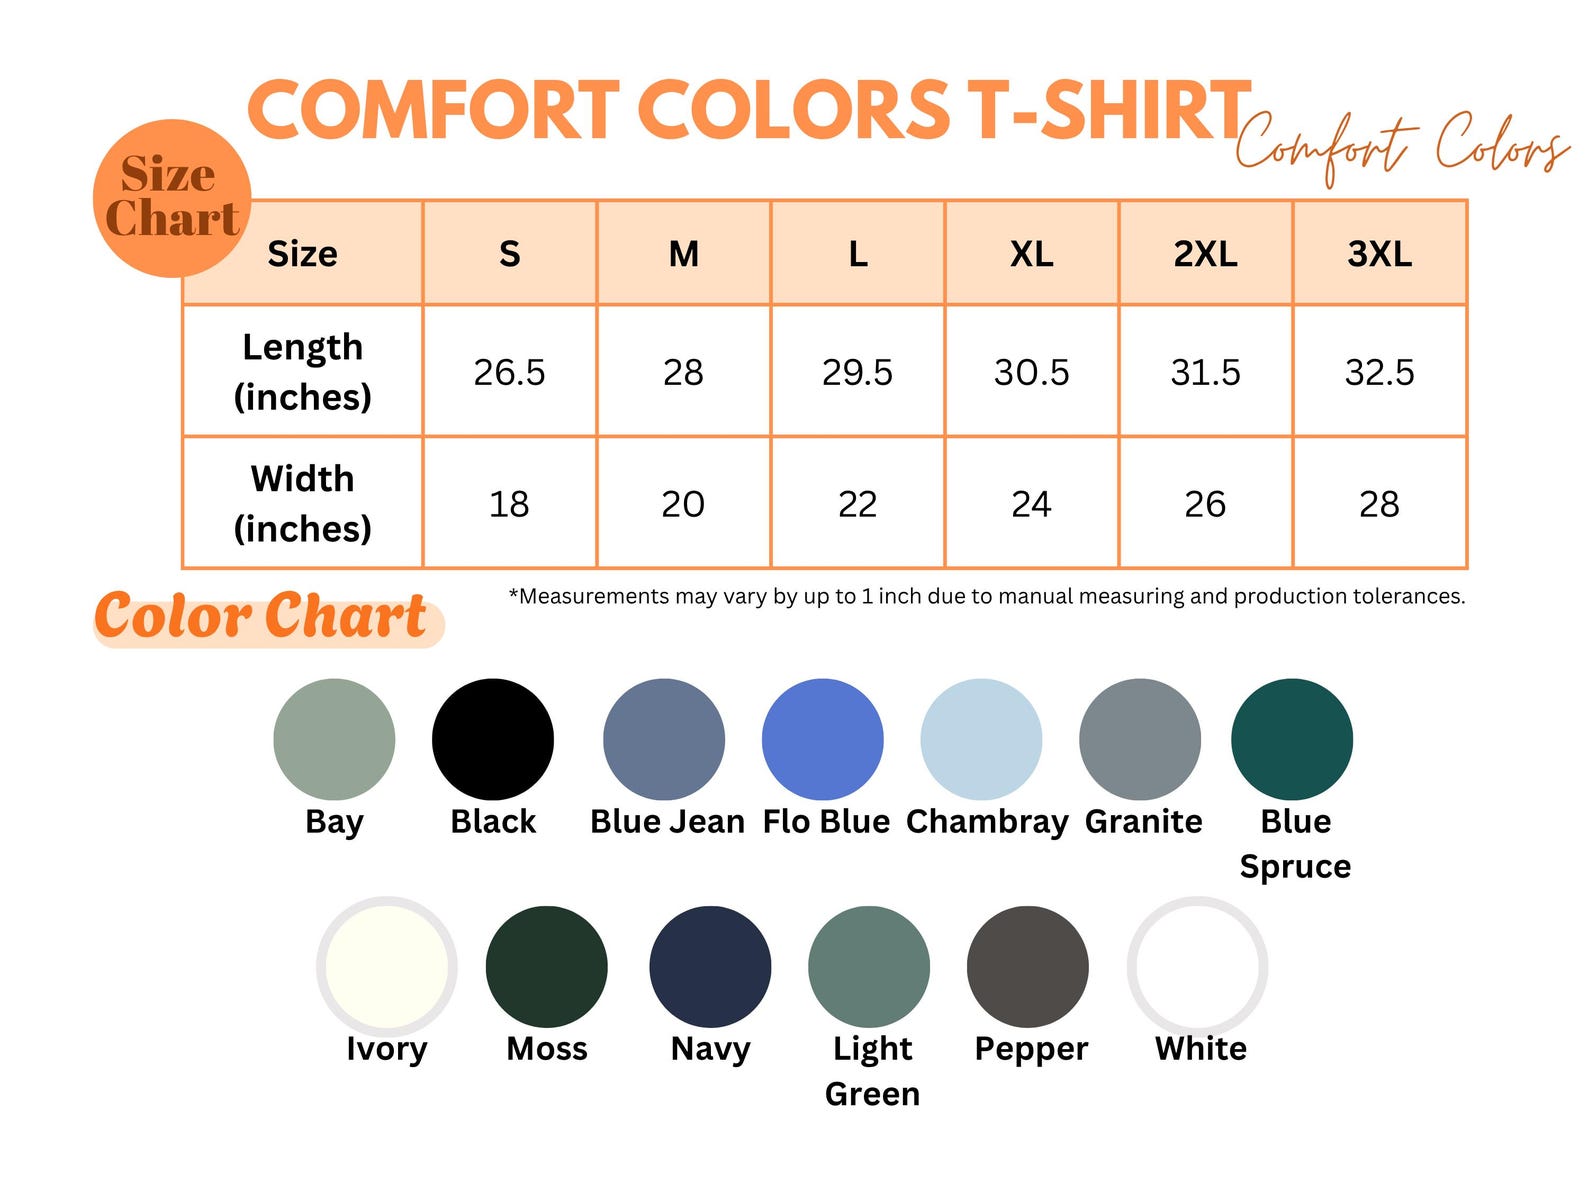 COMFORT COLORS T-SHIRT
Comfort Colors
Size
Chart
Size S M L XL 2XL 3XL
Length
(inches)
26.5 28 29.5 30.5 31.5 32.5
Width
(inches)
18 20 22 24 26 28
*Measurements may vary by up to 1 inch due to manual measuring and production tolerances.
Color Chart
Bay Black Blue Jean Flo Blue Chambray Granite Blue
Spruce
Ivory Moss Navy Light Pepper White
Green